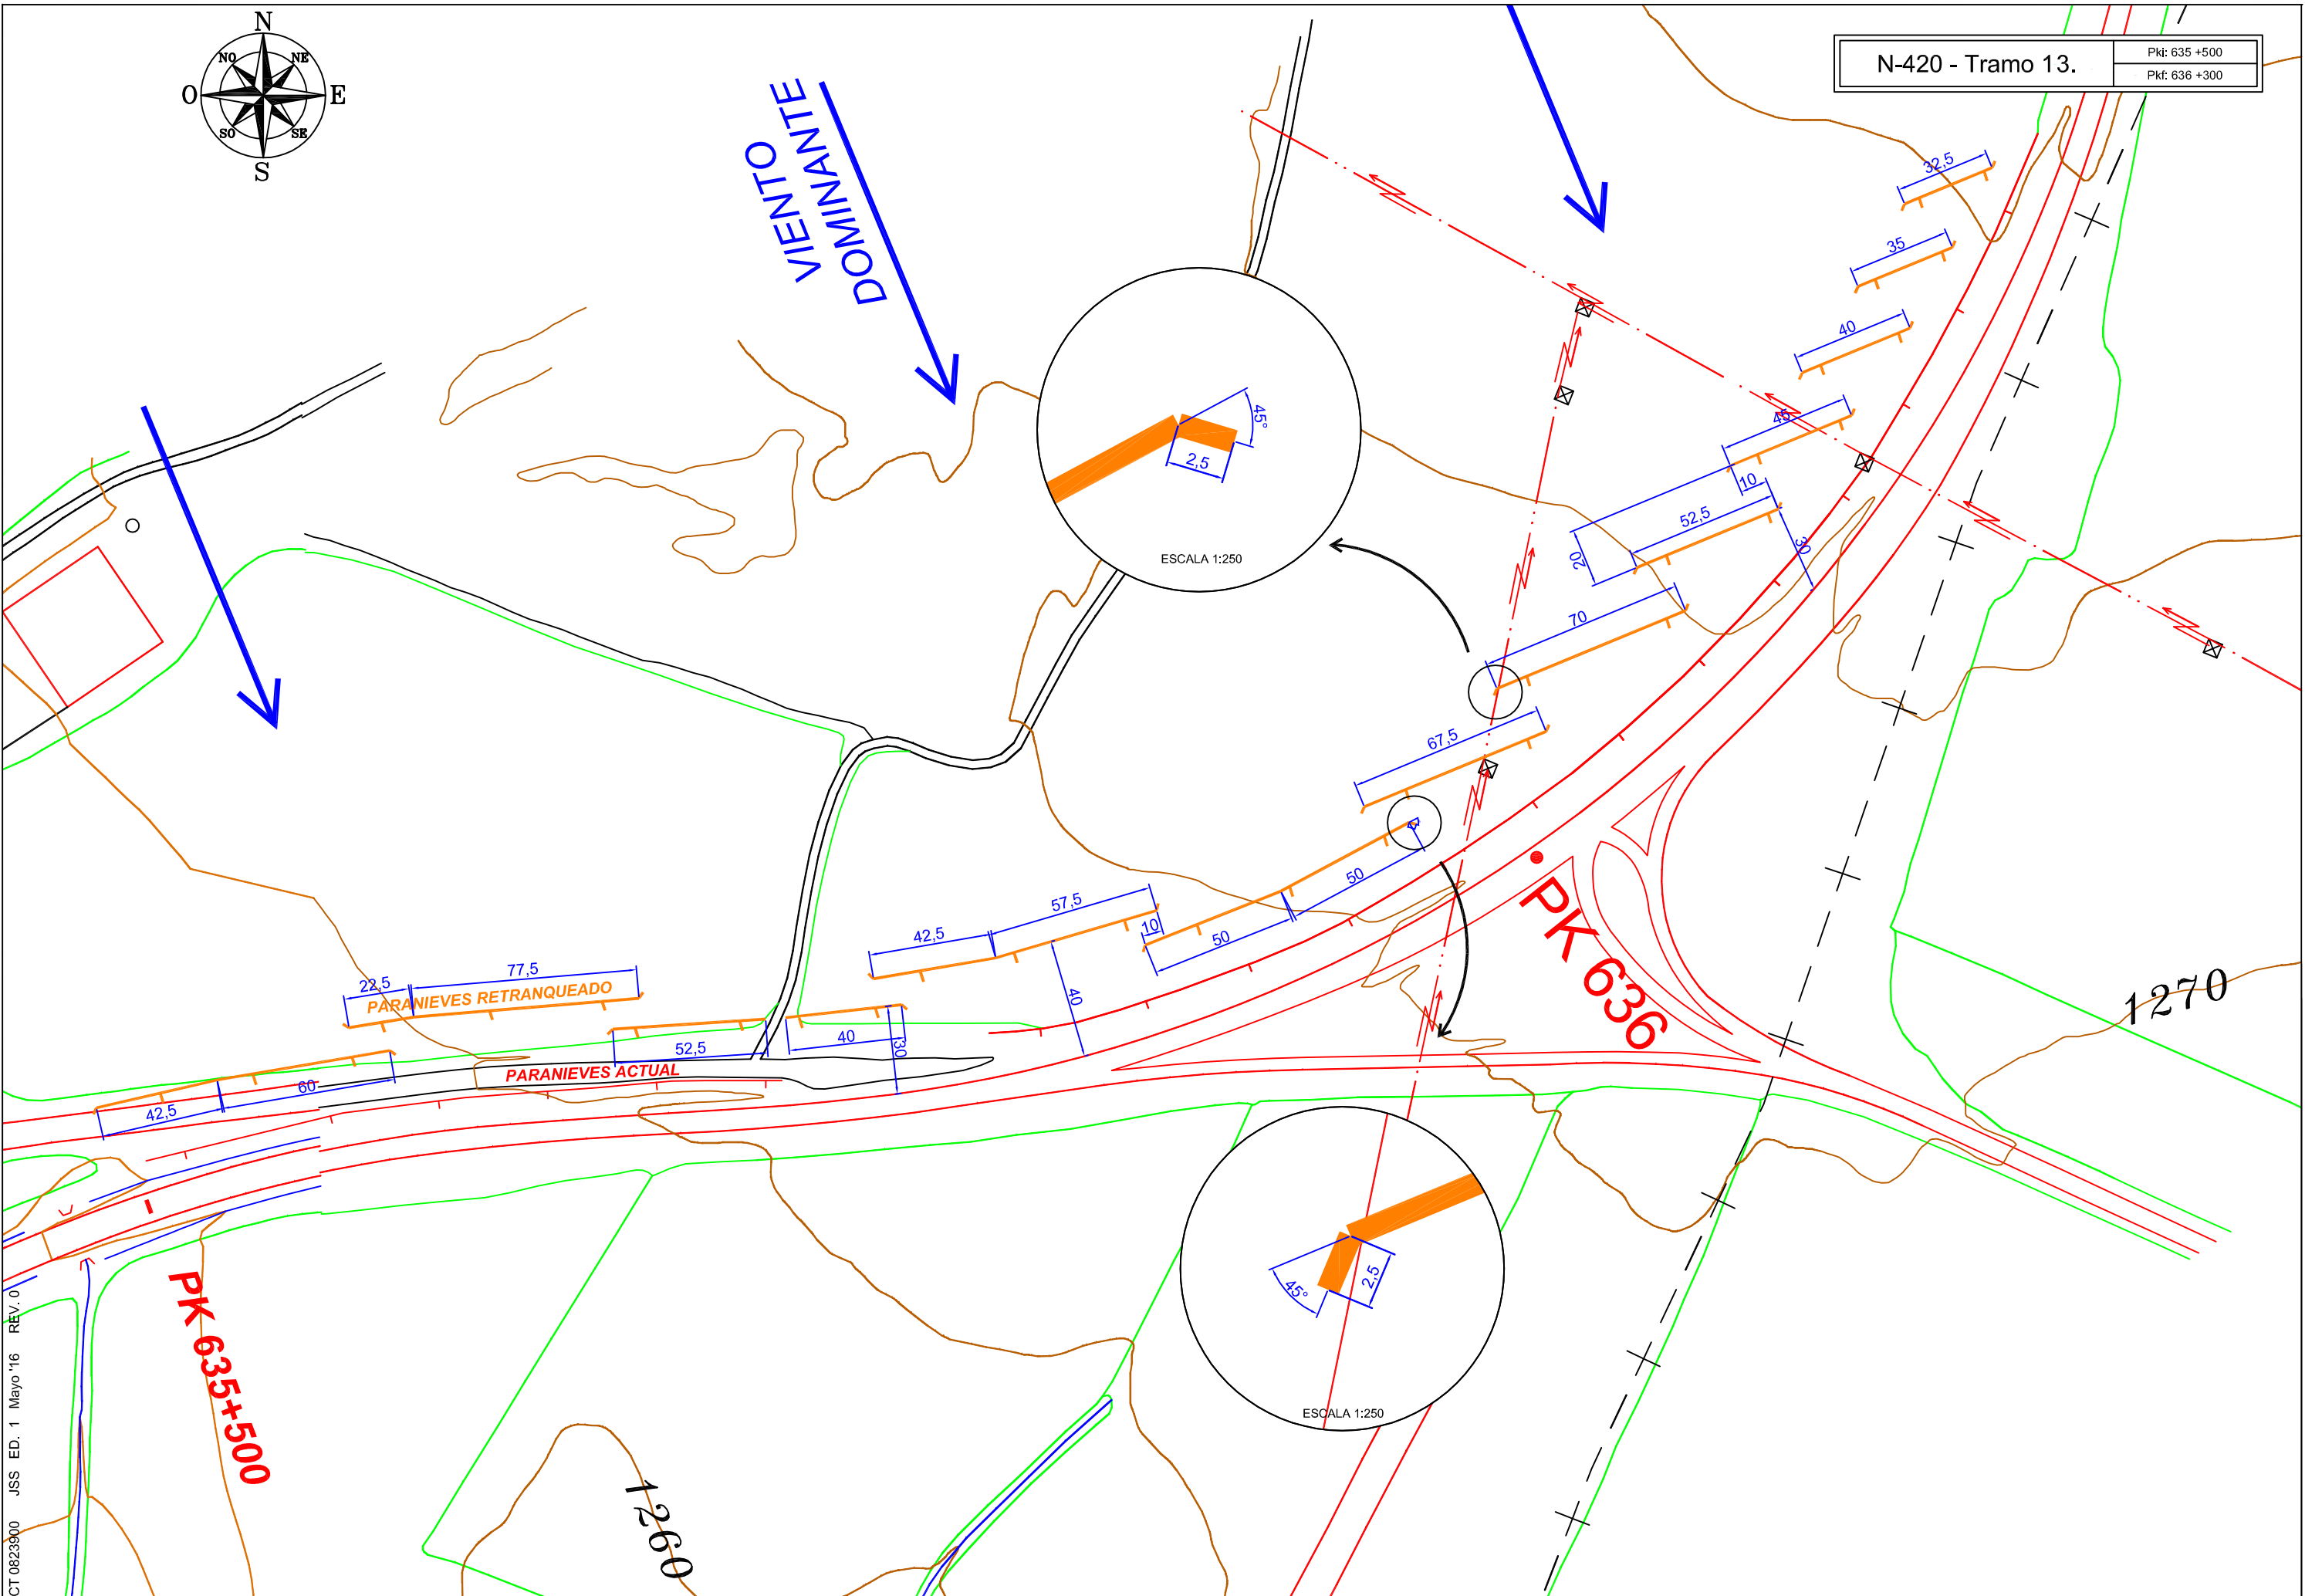 N
NO
NE
O
E
SO
SE
S
VIENTO
DOMINANTE
N-420 - Tramo 13.
Pki: 635 +500
Pkf: 636 +300
32,5
35
40
45
10
52,5
20
30
70
67,5
45°
2,5
ESCALA 1:250
50
50
10
57,5
42,5
40
77,5
22,5
PARANIEVES RETRANQUEADO
40
30
52,5
PARANIEVES ACTUAL
60
42,5
PK 636
1270
PK 635+500
45°
2,5
ESCALA 1:250
1260
CT 0823900 JSS ED. 1 Mayo '16 REV. 0